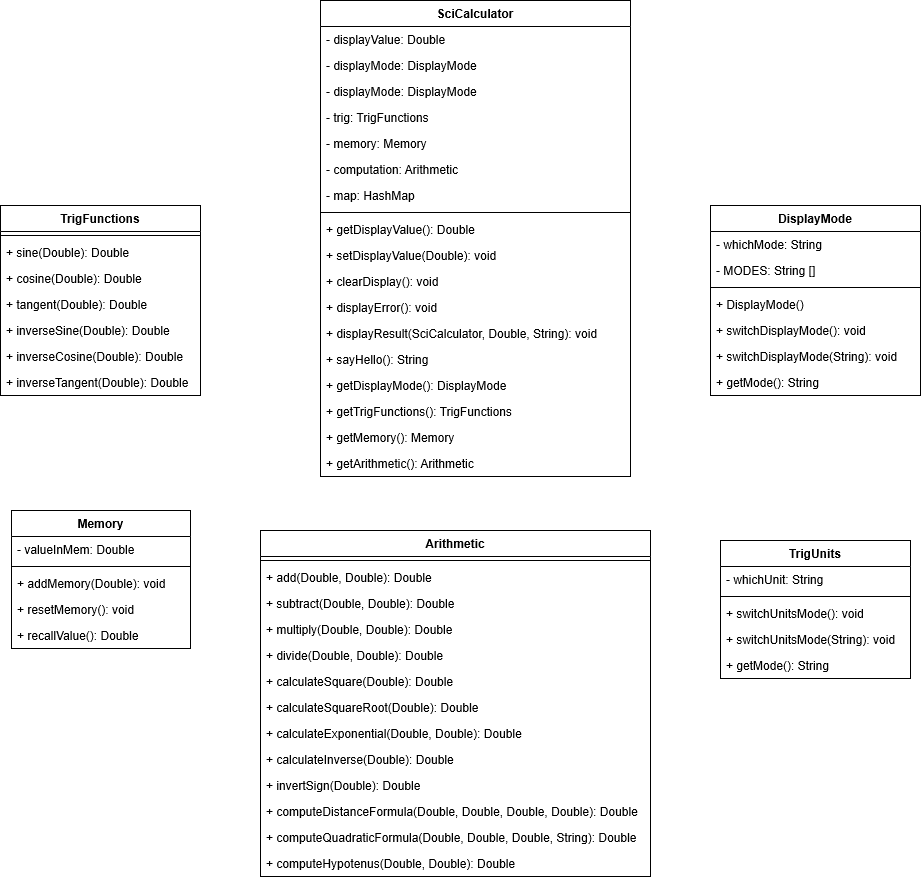 SciCalculator
- displayValue: Double
- displayMode: DisplayMode
- displayMode: DisplayMode
- trig: TrigFunctions
- memory: Memory
- computation: Arithmetic
- map: HashMap
+ getDisplayValue(): Double
+ setDisplayValue(Double): void
+ clearDisplay(): void
+ displayError(): void
+ displayResult(SciCalculator, Double, String): void
+ sayHello(): String
+ getDisplayMode(): DisplayMode
+ getTrigFunctions(): TrigFunctions
+ getMemory(): Memory
+ getArithmetic(): Arithmetic
TrigFunctions
+ sine(Double): Double
+ cosine(Double): Double
+ tangent(Double): Double
+ inverseSine(Double): Double
+ inverseCosine(Double): Double
+ inverseTangent(Double): Double
DisplayMode
- whichMode: String
- MODES: String []
+ DisplayMode()
+ switchDisplayMode(): void
+ switchDisplayMode(String): void
+ getMode(): String
Memory
- valueInMem: Double
+ addMemory(Double): void
+ resetMemory(): void
+ recallValue(): Double
Arithmetic
+ add(Double, Double): Double
+ subtract(Double, Double): Double
+ multiply(Double, Double): Double
+ divide(Double, Double): Double
+ calculateSquare(Double): Double
+ calculateSquareRoot(Double): Double
+ calculateExponential(Double, Double): Double
+ calculateInverse(Double): Double
+ invertSign(Double): Double
+ computeDistanceFormula(Double, Double, Double, Double): Double
+ computeQuadraticFormula(Double, Double, Double, String): Double
+ computeHypotenus(Double, Double): Double
TrigUnits
- whichUnit: String
+ switchUnitsMode(): void
+ switchUnitsMode(String): void
+ getMode(): String